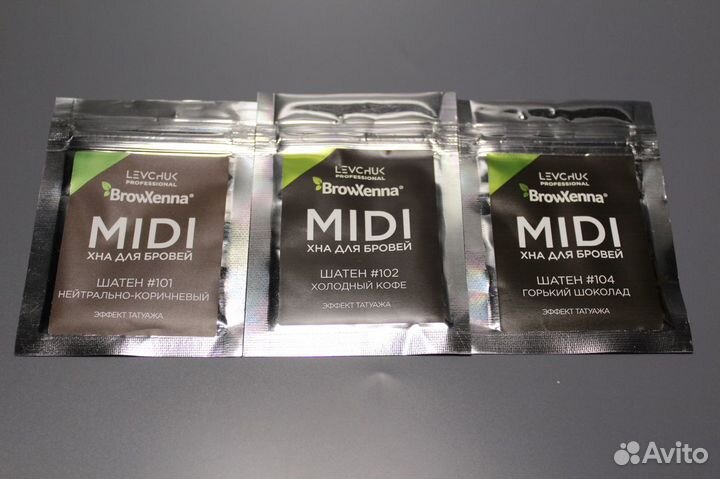 LEVCHUK
PROFESSIONAL
BrowXenna®
MIDI
ХНА ДЛЯ БРОВЕЙ
ШАТЕН #101
НЕЙТРАЛЬНО-КОРИЧНЕВЫЙ
ЭФФЕКТ ТАТУАЖА
LEVCHUK
PROFESSIONAL
BrowXenna®
MIDI
ХНА ДЛЯ БРОВЕЙ
ШАТЕН #102
ХОЛОДНЫЙ КОФЕ
ЭФФЕКТ ТАТУАЖА
LEVCHUK
PROFESSIONAL
BrowXenna®
MIDI
ХНА ДЛЯ БРОВЕЙ
ШАТЕН #104
ГОРЬКИЙ ШОКОЛАД
ЭФФЕКТ ТАТУАЖА
Avito